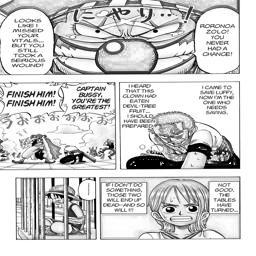 LOOKS
LIKE I
MISSED
YOUR
VITALS...
BUT YOU
STILL
TOOK A
SERIOUS
WOUND!
にやり…!!
RORONOA
ZOLO!
YOU
NEVER
HAD A
CHANCE!
FINISH HIM!
FINISH HIM!
CAPTAIN
BUGGY,
YOU'RE THE
GREATEST!
I HEARD
THAT THIS
CLOWN HAD
EATEN
DEVIL TREE
FRUIT...
I SHOULD
HAVE BEEN
PREPARED!
I CAME TO
SAVE LUFFY,
NOW I'M THE
ONE WHO
NEEDS
SAVING.
IF I DON'T DO
SOMETHING,
THOSE TWO
WILL END UP
DEAD--AND SO
WILL I!!
NOT
GOOD.
THE
TABLES
HAVE
TURNED...